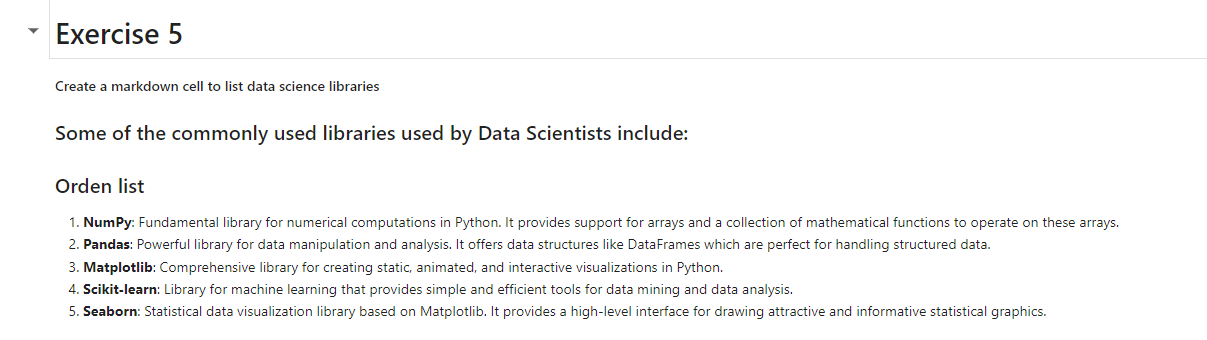 Exercise 5
Create a markdown cell to list data science libraries
Some of the commonly used libraries used by Data Scientists include:
Orden list
1. NumPy: Fundamental library for numerical computations in Python. It provides support for arrays and a collection of mathematical functions to operate on these arrays.
2. Pandas: Powerful library for data manipulation and analysis. It offers data structures like DataFrames which are perfect for handling structured data.
3. Matplotlib: Comprehensive library for creating static, animated, and interactive visualizations in Python.
4. Scikit-learn: Library for machine learning that provides simple and efficient tools for data mining and data analysis.
5. Seaborn: Statistical data visualization library based on Matplotlib. It provides a high-level interface for drawing attractive and informative statistical graphics.